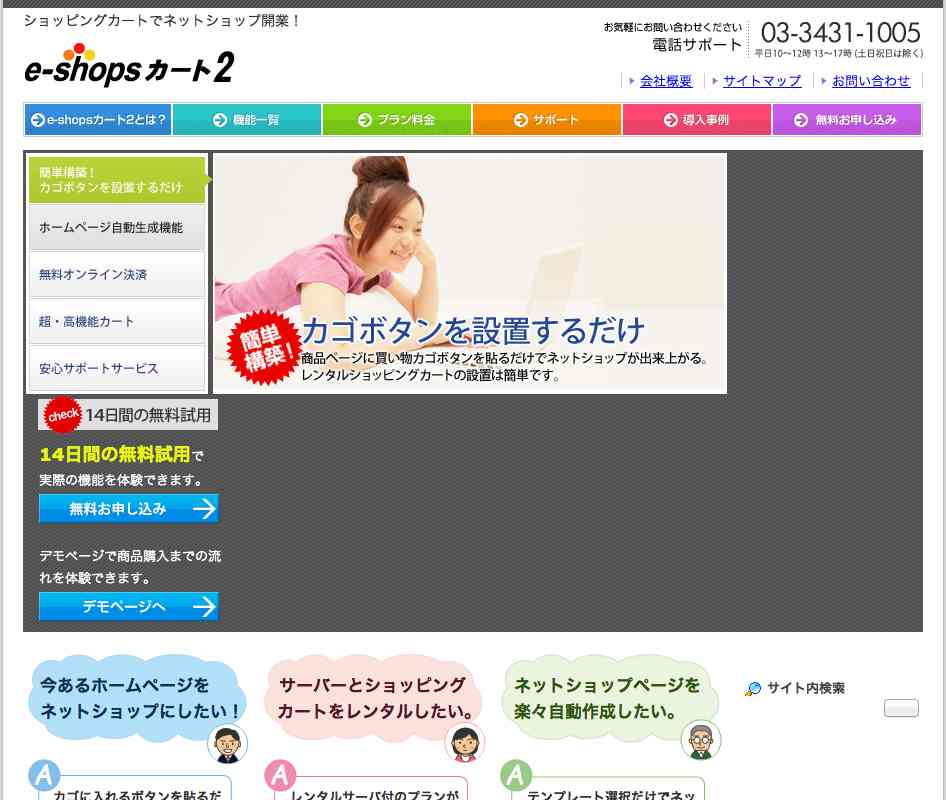 ショッピングカートでネットショップ開業！
お気軽にお問い合わせください
電話サポート
03-3431-1005
平日10〜12時 13〜17時 (土日祝日は除く)
e-shopsカート2
会社概要
サイトマップ
お問い合わせ
e-shopsカート2とは？
機能一覧
プラン料金
サポート
導入事例
無料お申し込み
簡単構築！
カゴボタンを設置するだけ
ホームページ自動生成機能
無料オンライン決済
超・高機能カート
安心サポートサービス
簡単
構築！
カゴボタンを設置するだけ
商品ページに買い物カゴボタンを貼るだけでネットショップが出来上がる。
レンタルショッピングカートの設置は簡単です。
check
14日間の無料試用
14日間の無料試用で
実際の機能を体験できます。
無料お申し込み
デモページで商品購入までの流
れを体験できます。
デモページへ
今あるホームページを
ネットショップにしたい！
サーバーとショッピング
カートをレンタルしたい。
ネットショップページを
楽々自動作成したい。
サイト内検索
A
カゴに入れるボタンを貼るだ
A
レンタルサーバ付のプランが
A
テンプレート選択だけでネッ